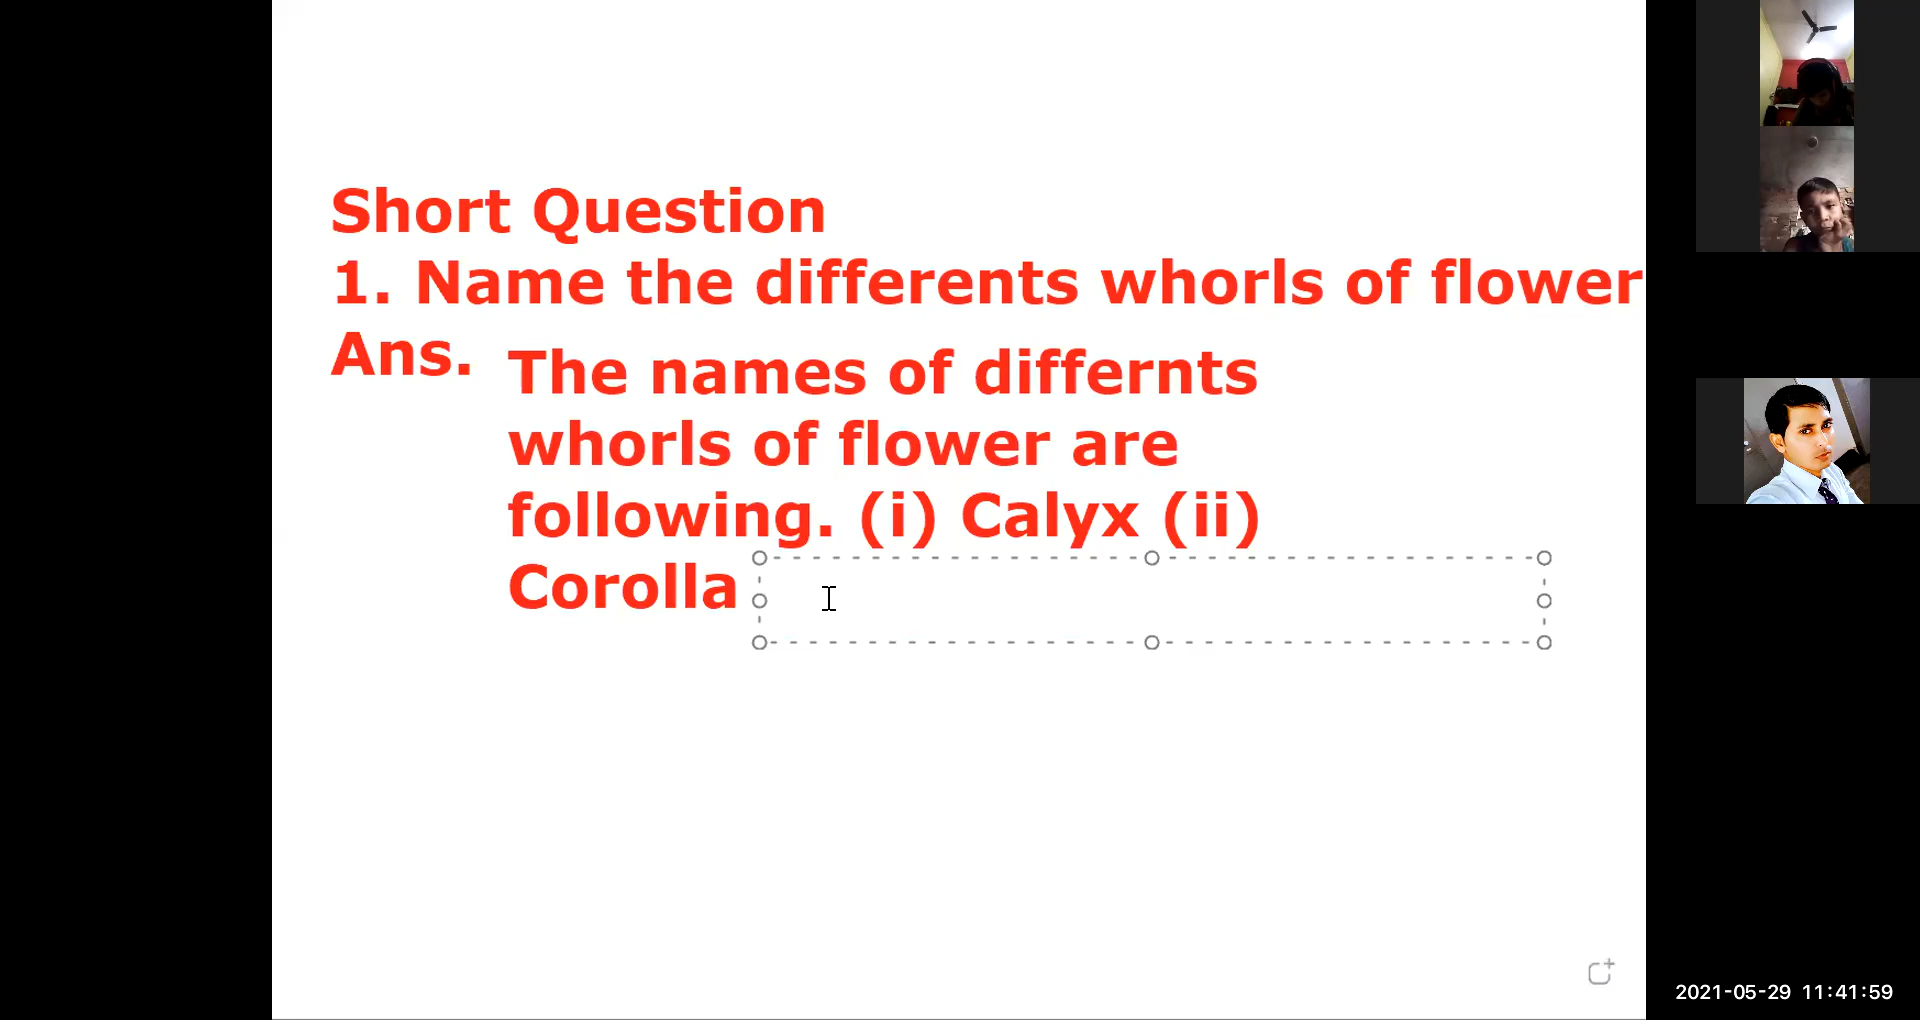 Short Question
1. Name the differents whorls of flower
Ans. The names of differnts
whorls of flower are
following. (i) Calyx (ii)
Corolla
2021-05-29 11:41:59